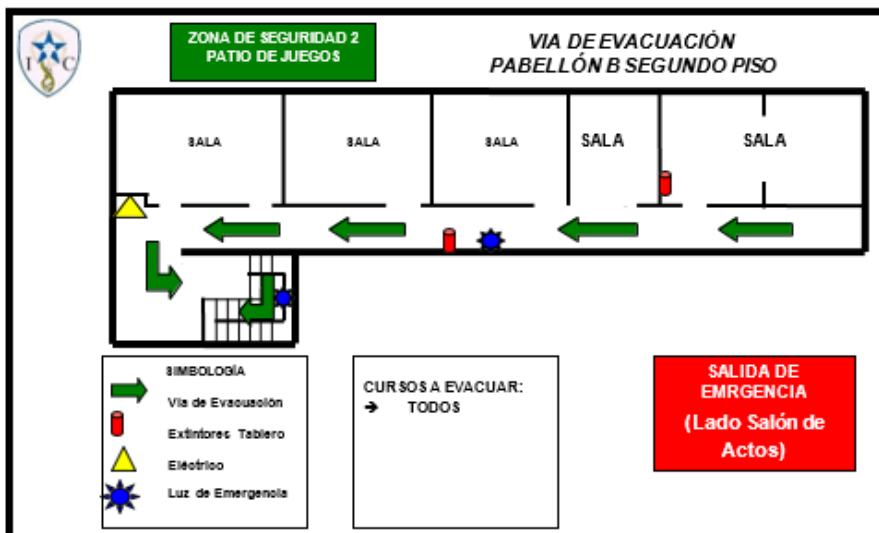 I C
ZONA DE SEGURIDAD 2
PATIO DE JUEGOS
VIA DE EVACUACIÓN
PABELLÓN B SEGUNDO PISO
SALA
SALA
SALA
SALA
SALA
SIMBOLOGÍA
Vía de Evacuación
Extintores Tablero
Eléctrico
Luz de Emergencia
CURSOS A EVACUAR:
➔ TODOS
SALIDA DE
EMRGENCIA
(Lado Salón de
Actos)